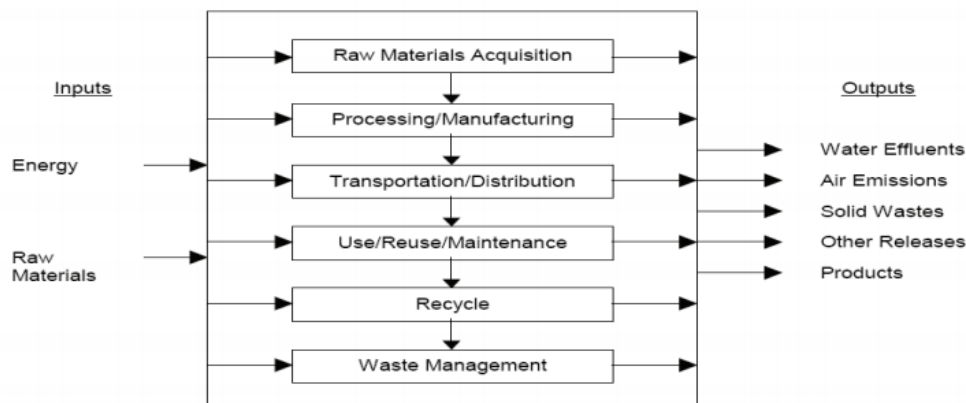 Raw Materials Acquisition
Inputs
Outputs
Processing/Manufacturing
Water Effluents
Energy
Transportation/Distribution
Air Emissions
Solid Wastes
Use/Reuse/Maintenance
Other Releases
Raw
Materials
Products
Recycle
Waste Management